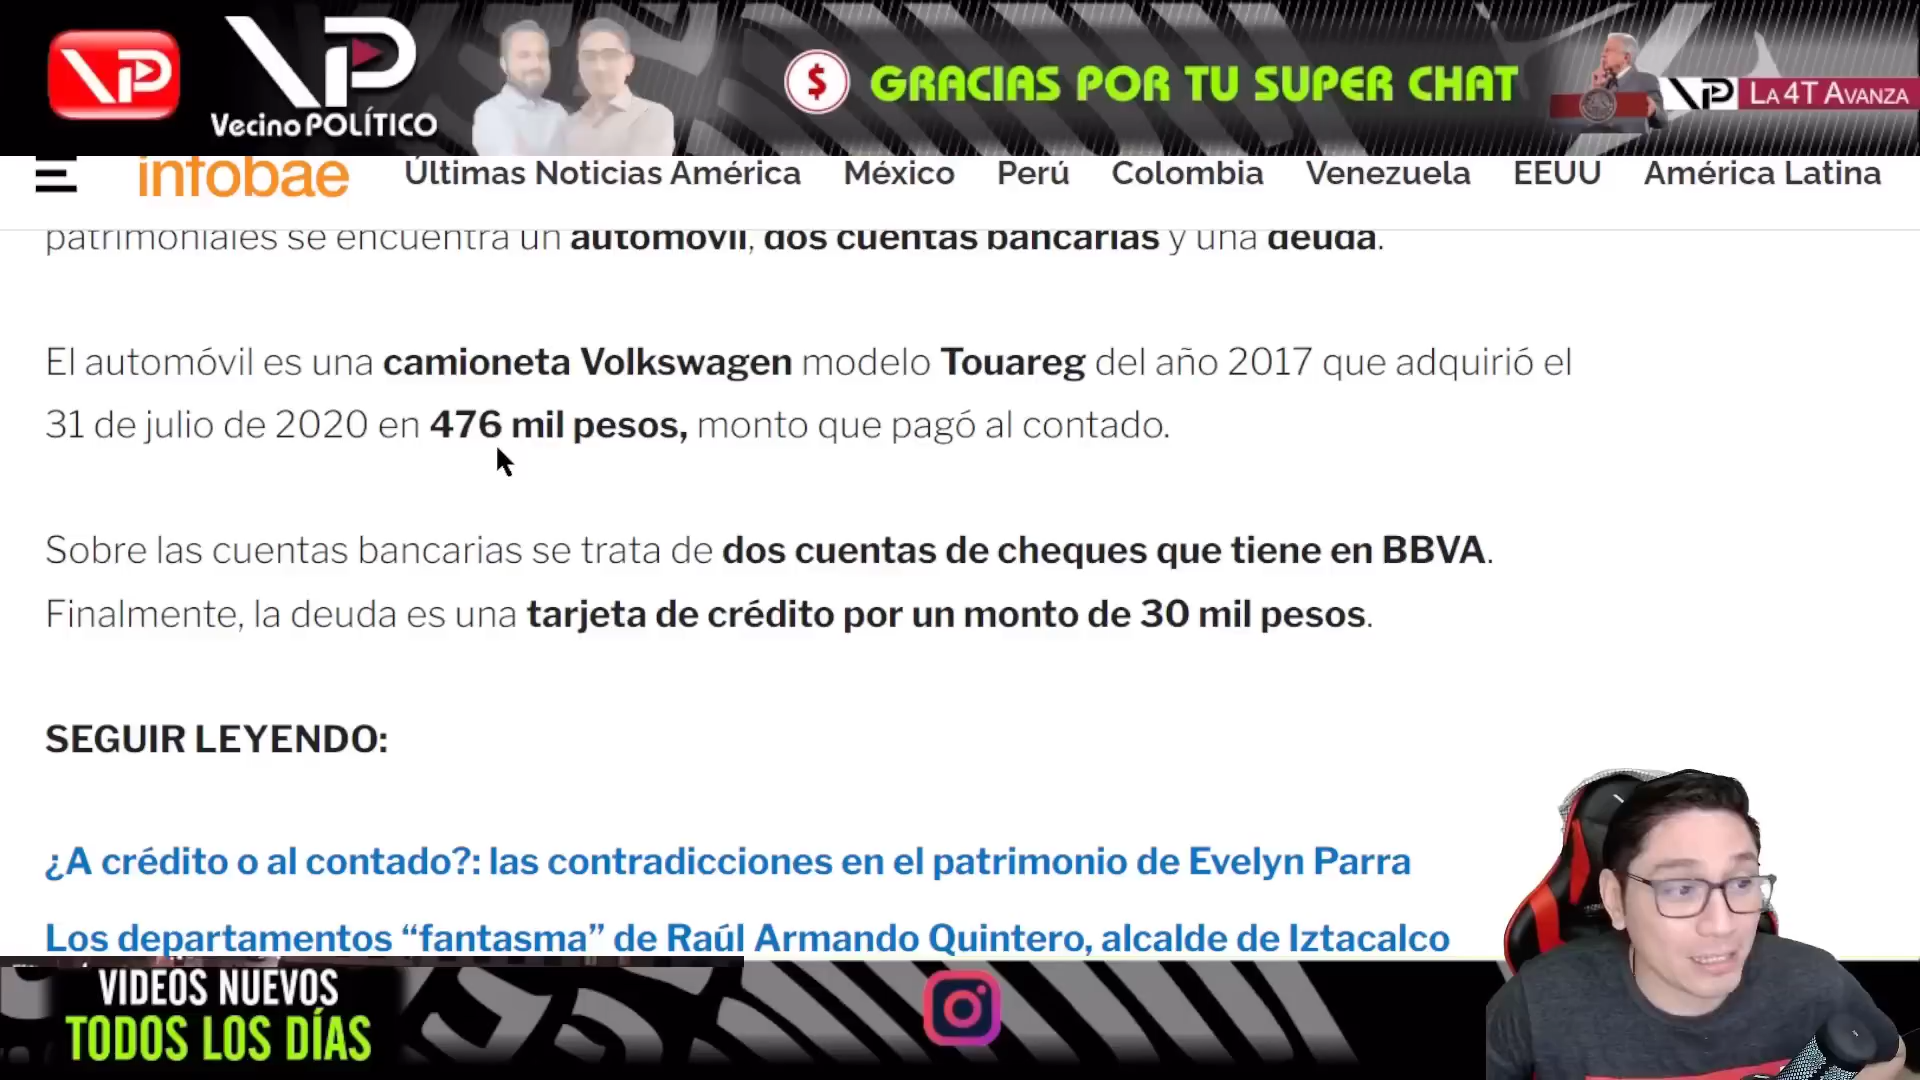 VP
VP
Vecino POLÍTICO
$ GRACIAS POR TU SUPER CHAT
VP LA 4T AVANZA
infobae Últimas Noticias América México Perú Colombia Venezuela EEUU América Latina
patrimoniales se encuentra un automóvil, dos cuentas bancarias y una deuda.
El automóvil es una camioneta Volkswagen modelo Touareg del año 2017 que adquirió el
31 de julio de 2020 en 476 mil pesos, monto que pagó al contado.
Sobre las cuentas bancarias se trata de dos cuentas de cheques que tiene en BBVA.
Finalmente, la deuda es una tarjeta de crédito por un monto de 30 mil pesos.
SEGUIR LEYENDO:
¿A crédito o al contado?: las contradicciones en el patrimonio de Evelyn Parra
Los departamentos “fantasma” de Raúl Armando Quintero, alcalde de Iztacalco
VIDEOS NUEVOS
TODOS LOS DÍAS